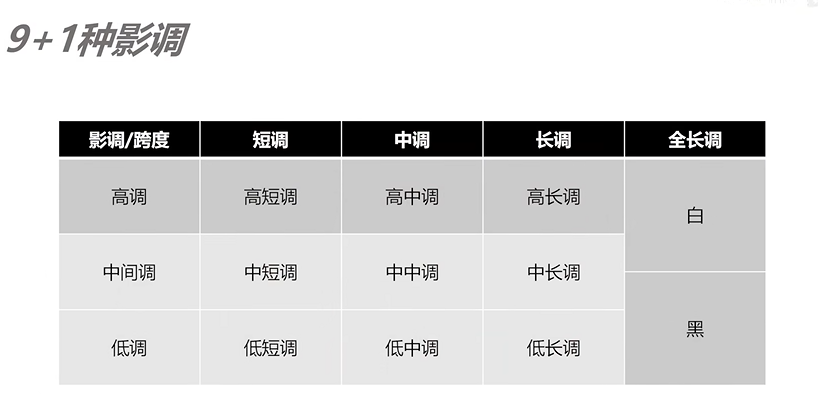 9+1种影调
影调/跨度 短调 中调 长调 全长调
高调 高短调 高中调 高长调
白
中间调 中短调 中中调 中长调
黑
低调 低短调 低中调 低长调